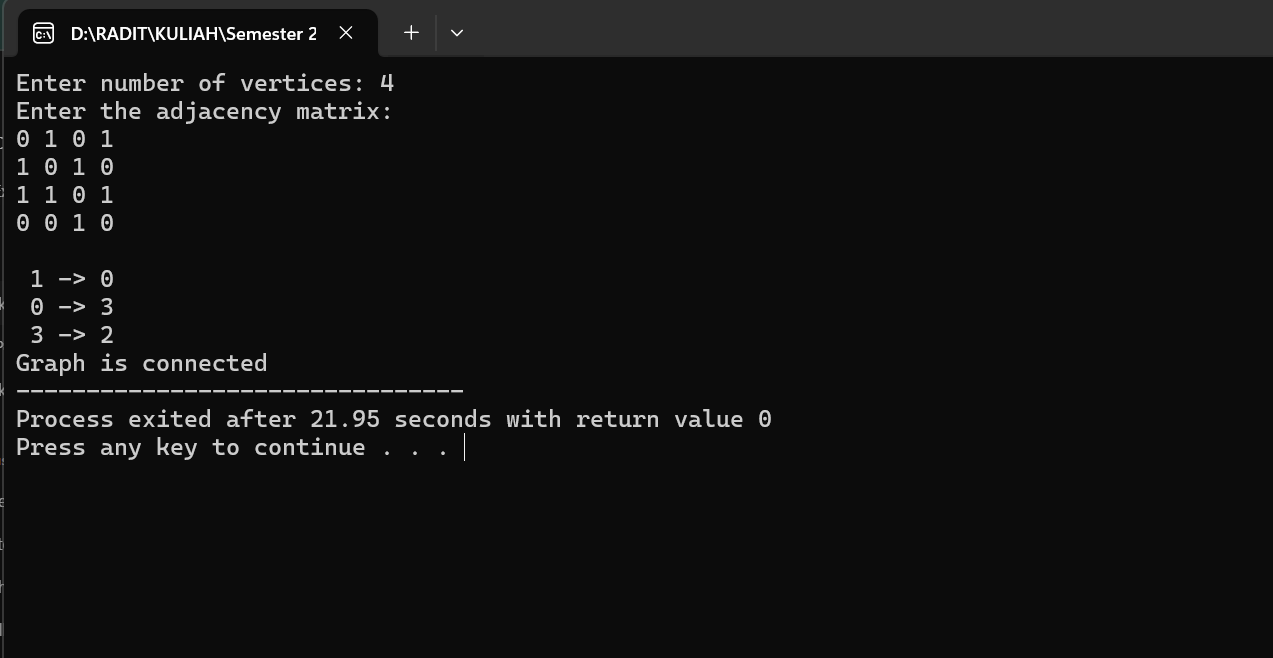 D:\RADIT\KULIAH\Semester 2
Enter number of vertices: 4
Enter the adjacency matrix:
0 1 0 1
1 0 1 0
1 1 0 1
0 0 1 0
1 -> 0
0 -> 3
3 -> 2
Graph is connected
--------------------------------
Process exited after 21.95 seconds with return value 0
Press any key to continue . . .